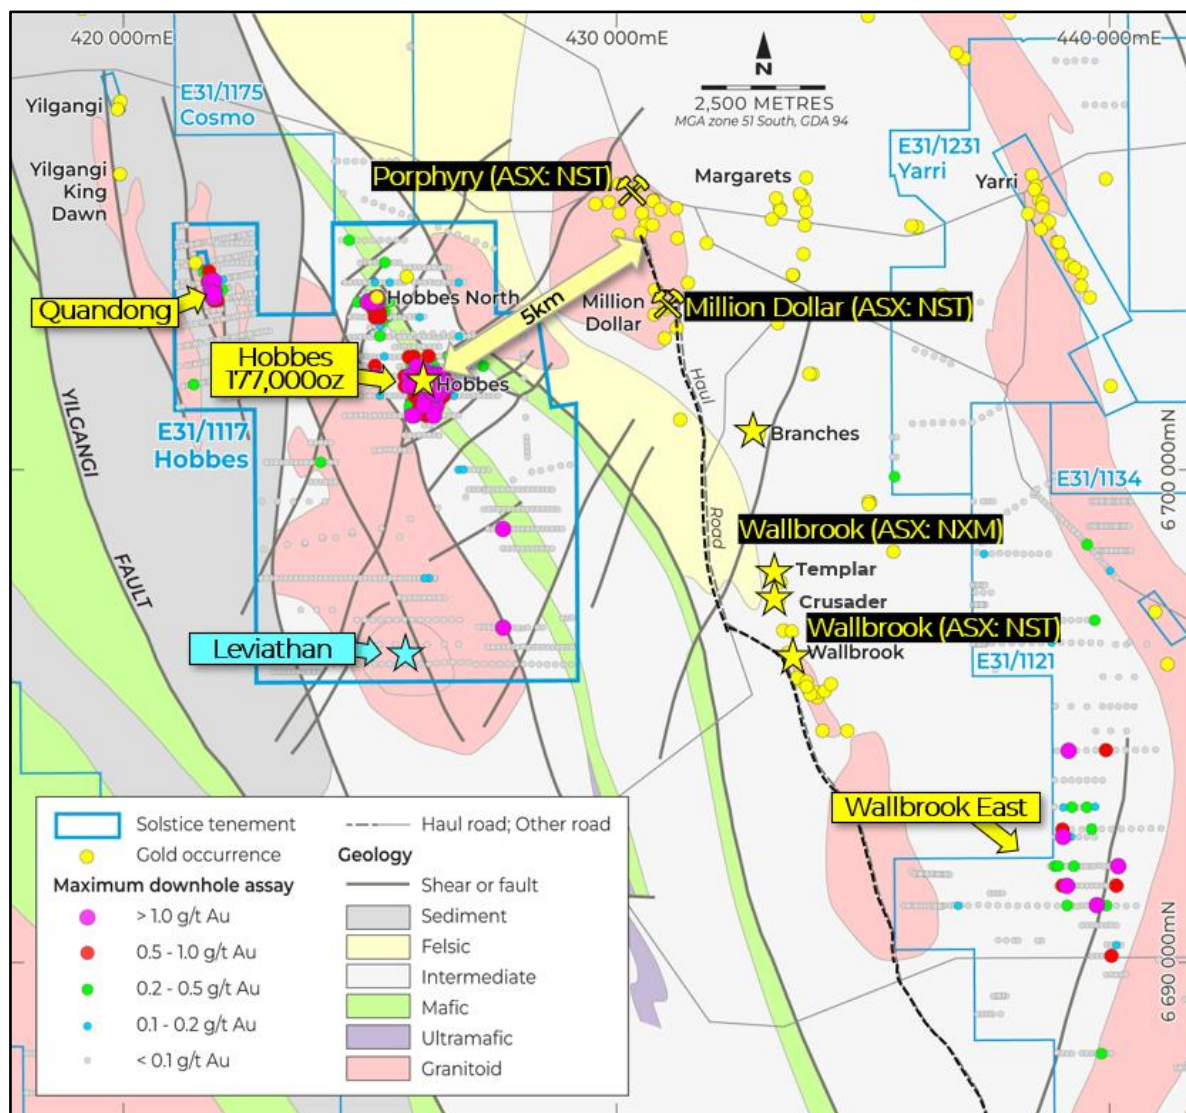 420 000mE
430 000mE
440 000mE
N
2,500 METRES
MGA zone 51 South, GDA 94
E31/1175
Cosmo
Yilgangi
Yilgangi
King
Dawn
Porphyry (ASX: NST)
Margarets
E31/1231
Yarri
Yarri
Quandong
Hobbes North
5km
Million
Dollar
Million Dollar (ASX: NST)
Hobbes
177,000oz
Hobbes
Haul
Road
E31/1117
Hobbes
YILGANGI
FAULT
Branches
E31/1134
6 700 000mN
Wallbrook (ASX: NXM)
Templar
Crusader
Wallbrook (ASX: NST)
Wallbrook
Leviathan
E31/1121
Wallbrook East
6 690 000mN
Solstice tenement
Gold occurrence
Maximum downhole assay
> 1.0 g/t Au
0.5 - 1.0 g/t Au
0.2 - 0.5 g/t Au
0.1 - 0.2 g/t Au
< 0.1 g/t Au
Haul road; Other road
Geology
Shear or fault
Sediment
Felsic
Intermediate
Mafic
Ultramafic
Granitoid